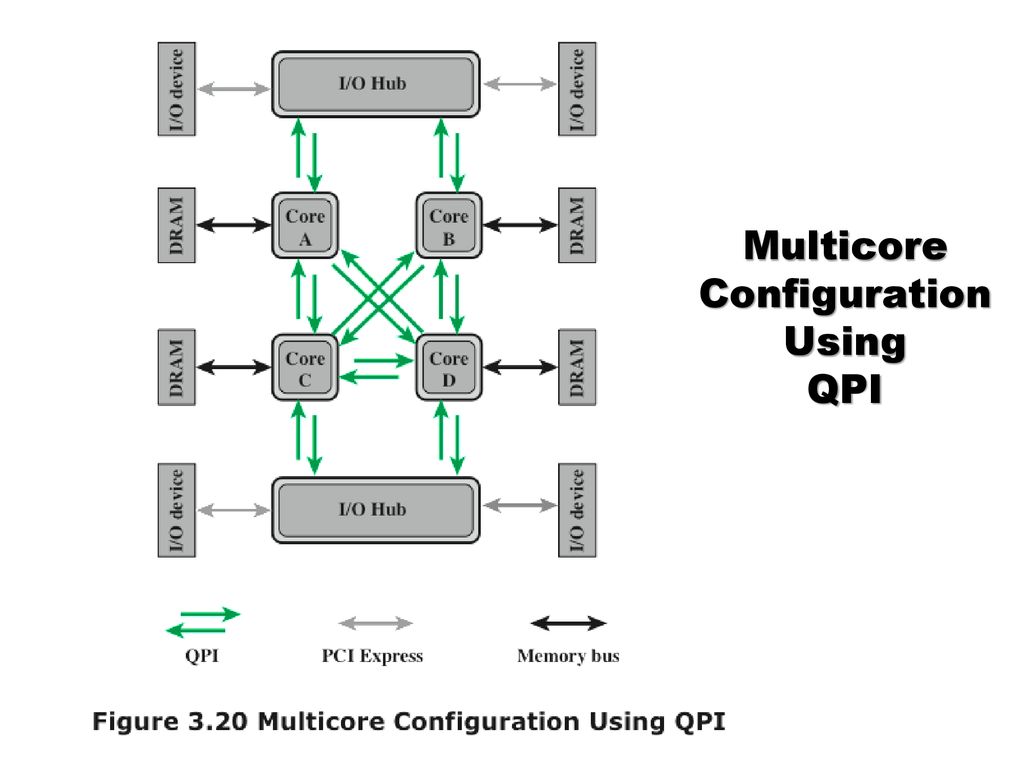 I/O device
I/O Hub
I/O device
DRAM
Core
A
Core
B
DRAM
Multicore
Configuration
Using
QPI
DRAM
Core
C
Core
D
DRAM
I/O device
I/O Hub
I/O device
QPI
PCI Express
Memory bus
Figure 3.20 Multicore Configuration Using QPI